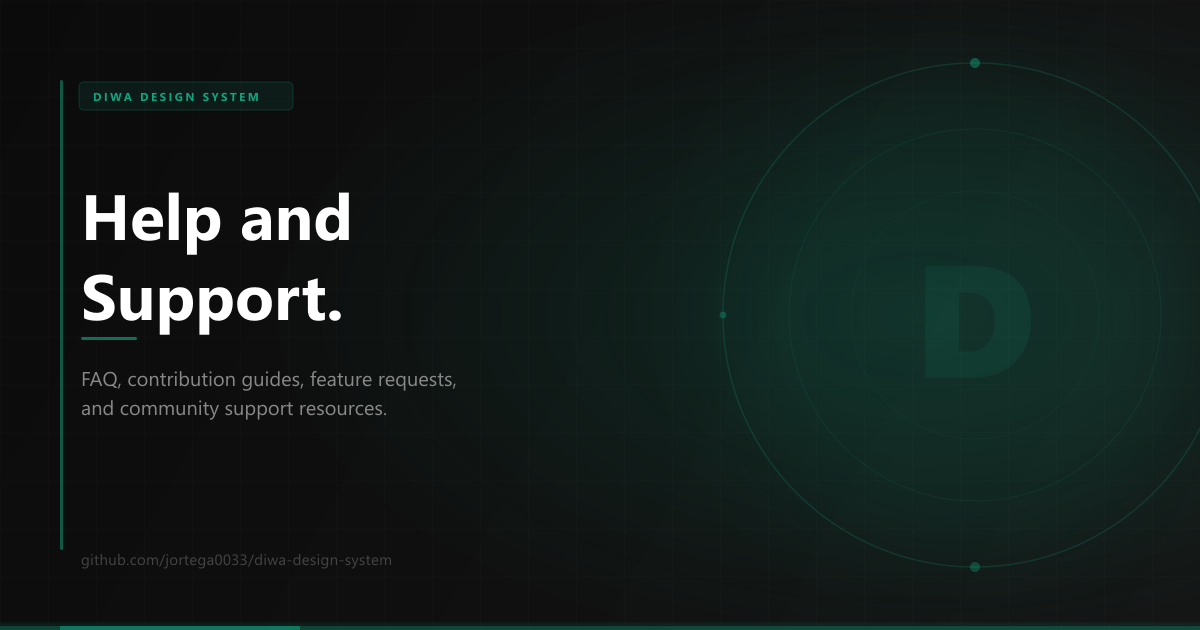 DIWA DESIGN SYSTEM
Help and
Support.
FAQ, contribution guides, feature requests,
and community support resources.
D
github.com/jortega0033/diwa-design-system